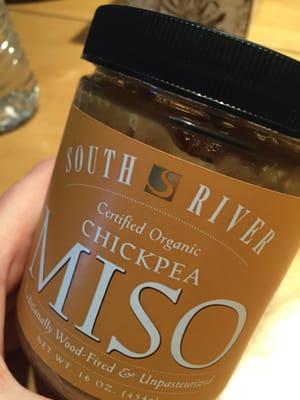 SOUTH S RIVER
Certified Organic
CHICKPEA
MISO
Wood-Fired & Unpasteurized
NET WT. 16 OZ.